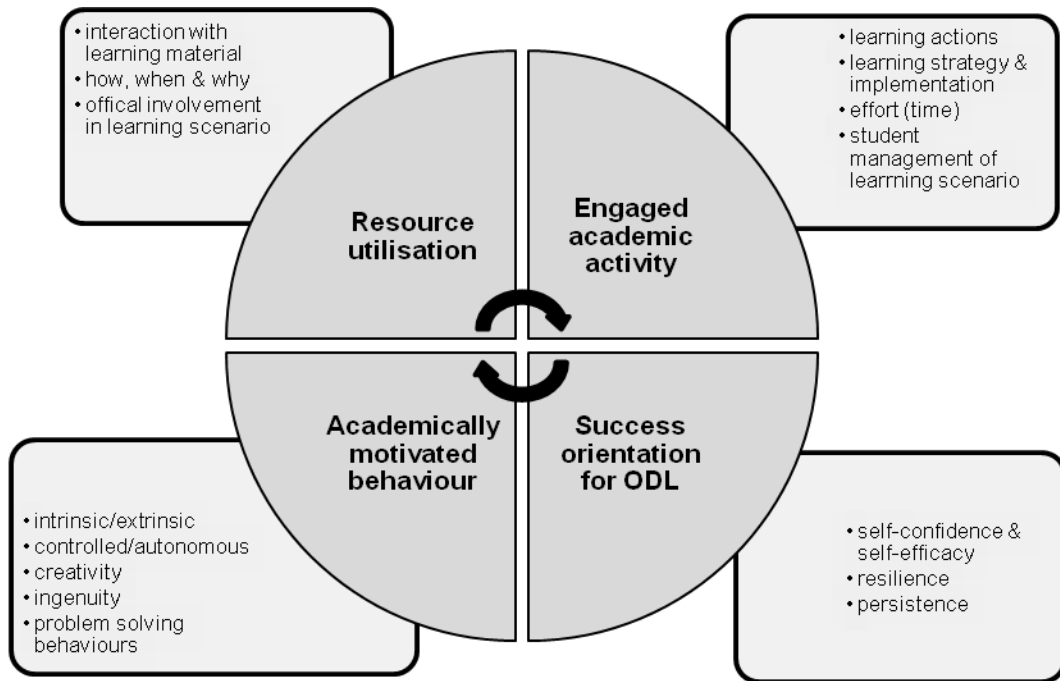 • interaction with
learning material
• how, when & why
• offical involvement
in learning scenario
• learning actions
• learning strategy &
implementation
• effort (time)
• student
management of
learrning scenario
Resource
utilisation
Engaged
academic
activity
Academically
motivated
behaviour
Success
orientation
for ODL
• intrinsic/extrinsic
• controlled/autonomous
• creativity
• ingenuity
• problem solving
behaviours
• self-confidence &
self-efficacy
• resilience
• persistence